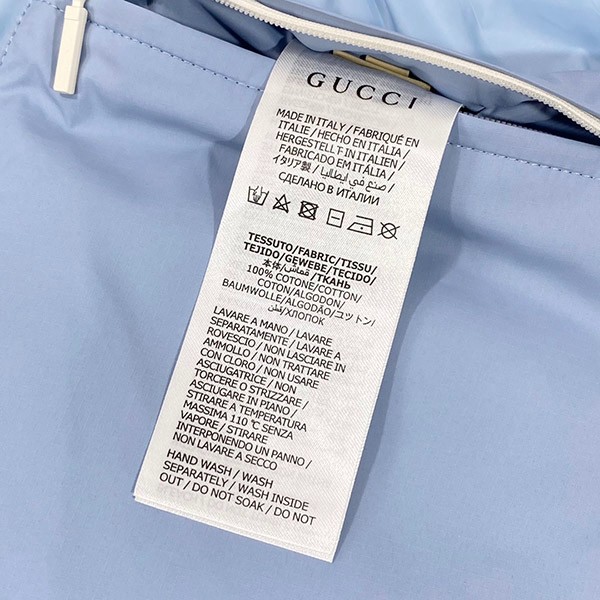 GUCCI
MADE IN ITALY / FABRIQUÉ EN
ITALIE / HECHO EN ITALIA /
HERGESTELLT IN ITALIEN /
FABRICADO EM ITÁLIA /
イタリア製 / صنع في ايطاليا /
СДЕЛАНО В ИТАЛИИ
TESSUTO/FABRIC/TISSU/
TEJIDO/GEWEBE/TECIDO/
本体/قماش/ТКАНЬ
100% COTONE/COTTON/
COTON/ALGODON/
BAUMWOLLE/ALGODÃO/コットン/
قطن/ХЛОПОК
LAVARE A MANO / LAVARE
SEPARATAMENTE / LAVARE A
ROVESCIO / NON LASCIARE IN
AMMOLLO / NON TRATTARE
CON CLORO / NON USARE
ASCIUGATRICE / NON
TORCERE O STRIZZARE /
ASCIUGARE IN PIANO /
STIRARE A TEMPERATURA
MASSIMA 110°C SENZA
VAPORE / STIRARE
INTERPONENDO UN PANNO /
NON LAVARE A SECCO
HAND WASH / WASH
SEPARATELY / WASH INSIDE
OUT / DO NOT SOAK / DO NOT